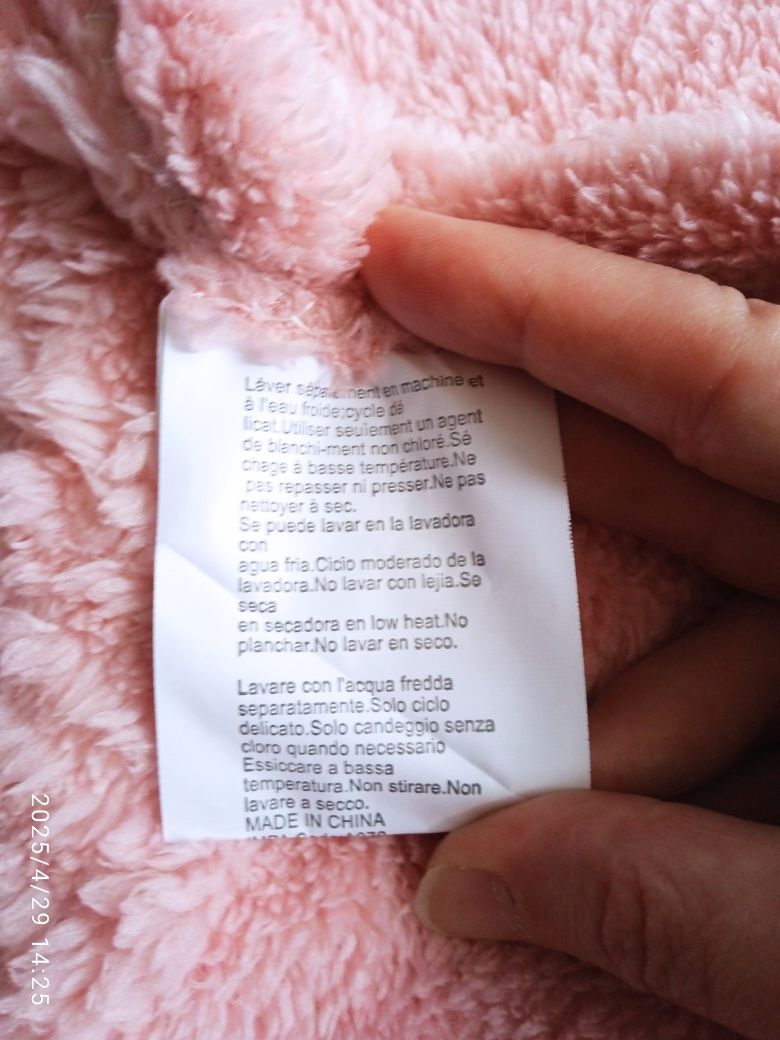 Láver séparément en machine et
à l'eau froide;cycle dé
licat.Utiliser seulement un agent
de blanchi-ment non chloré.Sé
chage à basse température.Ne
pas repasser ni presser.Ne pas
nettoyer à sec.
Se puede lavar en la lavadora
con
agua fria.Ciclo moderado de la
lavadora.No lavar con lejia.Se
seca
en secadora en low heat.No
planchar.No lavar en seco.
Lavare con l'acqua fredda
separatamente.Solo ciclo
delicato.Solo candeggio senza
cloro quando necessario
Essiccare a bassa
temperatura.Non stirare.Non
lavare a secco.
MADE IN CHINA
2025/4/29 14:25